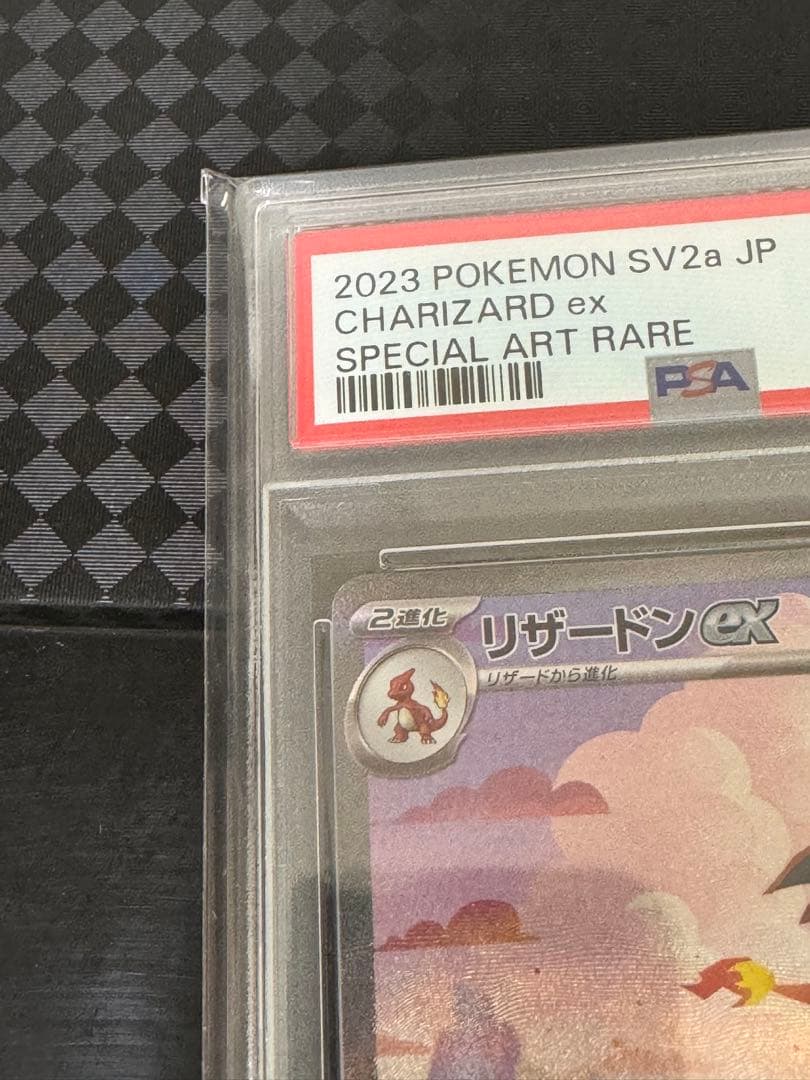 2023 POKEMON SV2a JP
CHARIZARD ex
SPECIAL ART RARE
PSA
2進化
リザードンex
リザードから進化